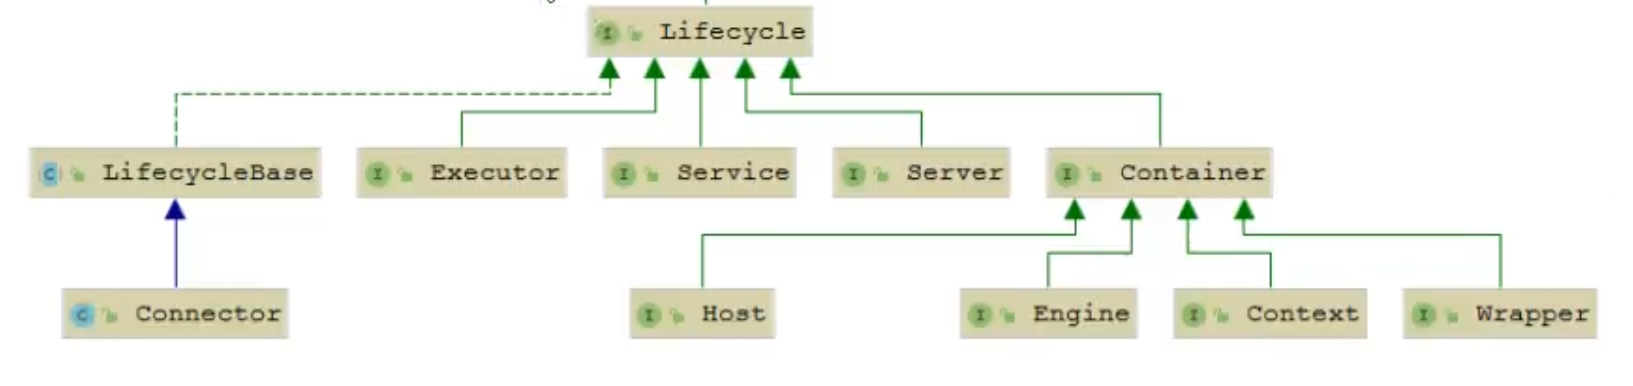 Lifecycle
LifecycleBase
Executor
Service
Server
Container
Connector
Host
Engine
Context
Wrapper